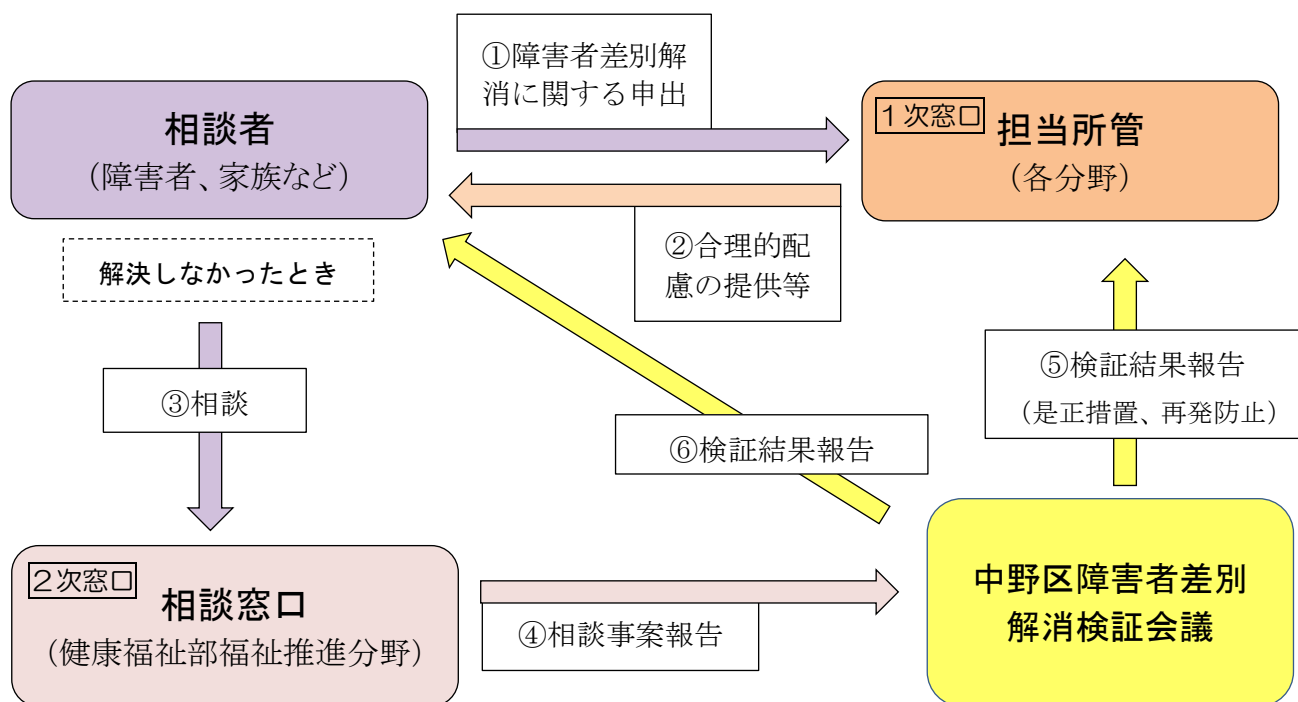 ①障害者差別解
消に関する申出
相談者
（障害者、家族など）
１次窓口
担当所管
（各分野）
②合理的配
慮の提供等
解決しなかったとき
③相談
⑤検証結果報告
（是正措置、再発防止）
⑥検証結果報告
２次窓口
相談窓口
（健康福祉部福祉推進分野）
④相談事案報告
中野区障害者差別
解消検証会議